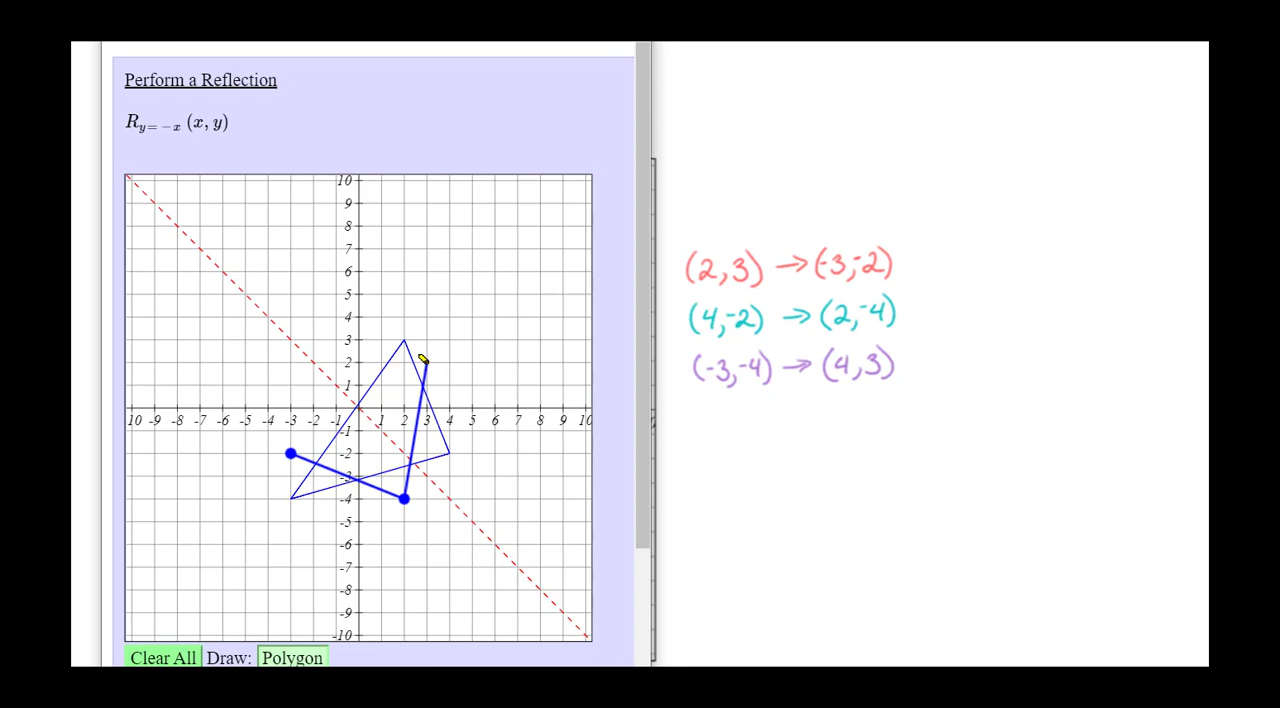 Perform a Reflection
R_{y=-x} (x, y)
10
9
8
7
6
5
4
3
2
1
10 -9 -8 -7 -6 -5 -4 -3 -2 -1 1 2 3 4 5 6 7 8 9 10
-1
-2
-3
-4
-5
-6
-7
-8
-9
-10
Clear All Draw: Polygon
(2,3) → (-3,-2)
(4,-2) → (2,-4)
(-3,-4) → (4,3)